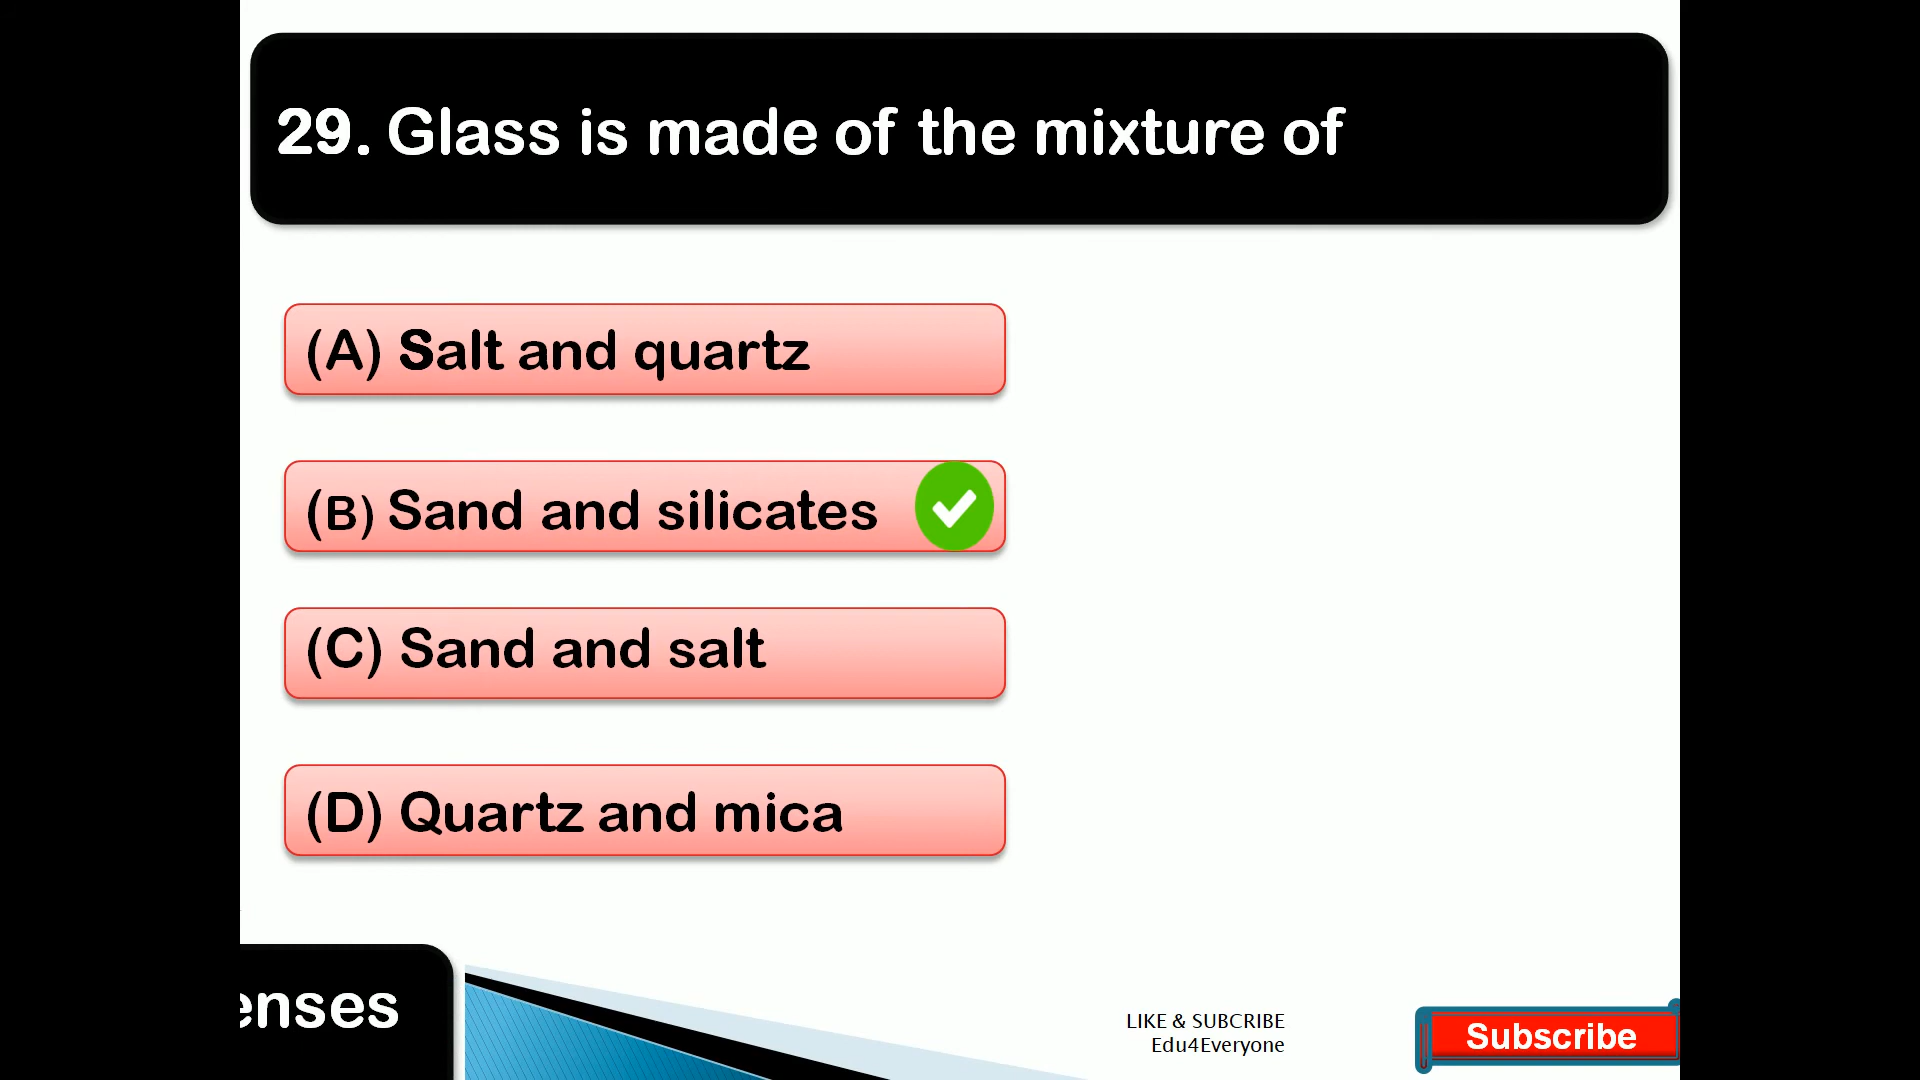 29. Glass is made of the mixture of
(A) Salt and quartz
(B) Sand and silicates
(C) Sand and salt
(D) Quartz and mica
enses
LIKE & SUBCRIBE
Edu4Everyone
Subscribe